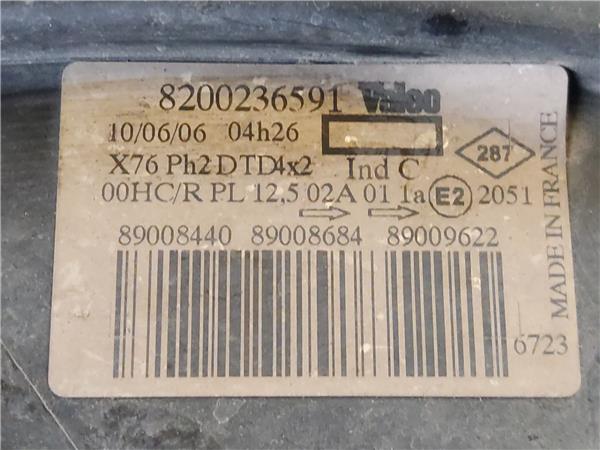 8200236591 Valeo
10/06/06 04h26
X76 Ph2 DTD4x2 Ind C
287
00HC/R PL 12,5 02A 01 1a E2 2051
89008440 89008684 89009622
6723
MADE IN FRANCE